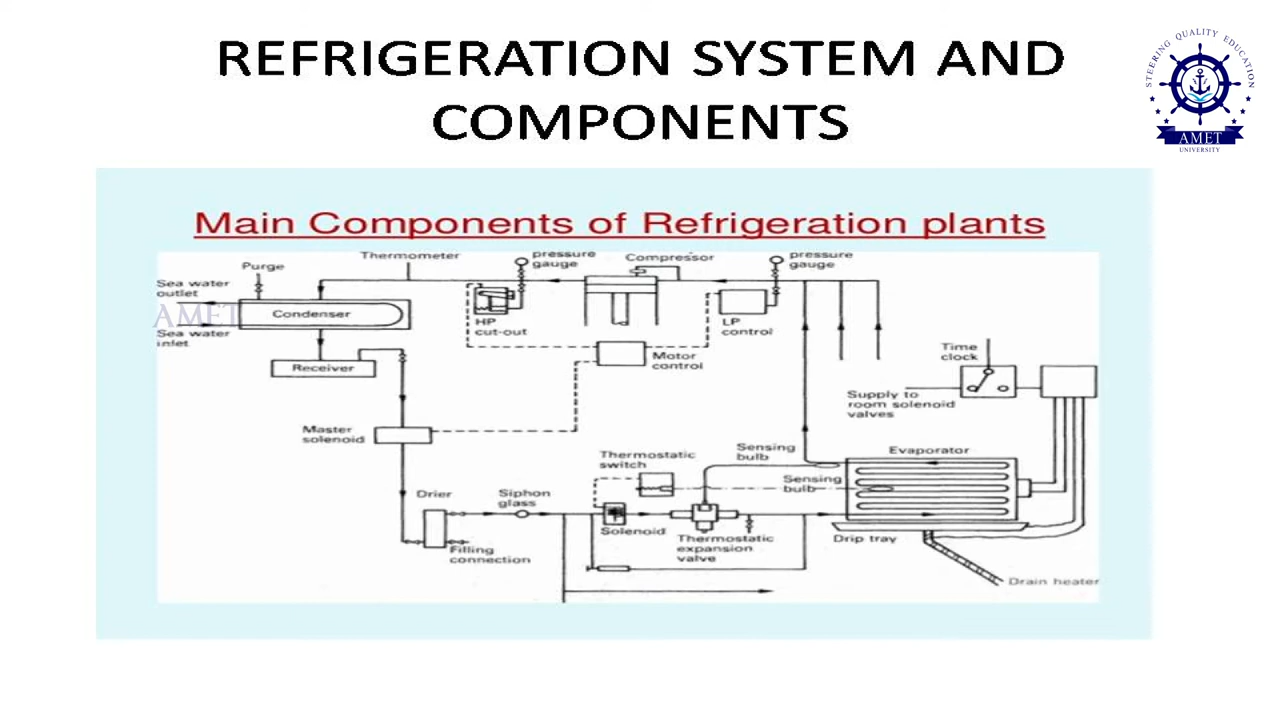 REFRIGERATION SYSTEM AND
COMPONENTS
STEERING QUALITY EDUCATION
AMET
UNIVERSITY
Main Components of Refrigeration plants
Thermometer
pressure
gauge
Compressor
pressure
gauge
Purge
Sea water
outlet
AMET
Condenser
Sea water
inlet
HP
cut-out
LP
control
Motor
control
Receiver
Time
clock
Supply to
room solenoid
valves
Master
solenoid
Thermostatic
switch
Sensing
bulb
Evaporator
Sensing
bulb
Drier
Siphon
glass
Solenoid
Filling
connection
Thermostatic
expansion
valve
Drip tray
Drain heater